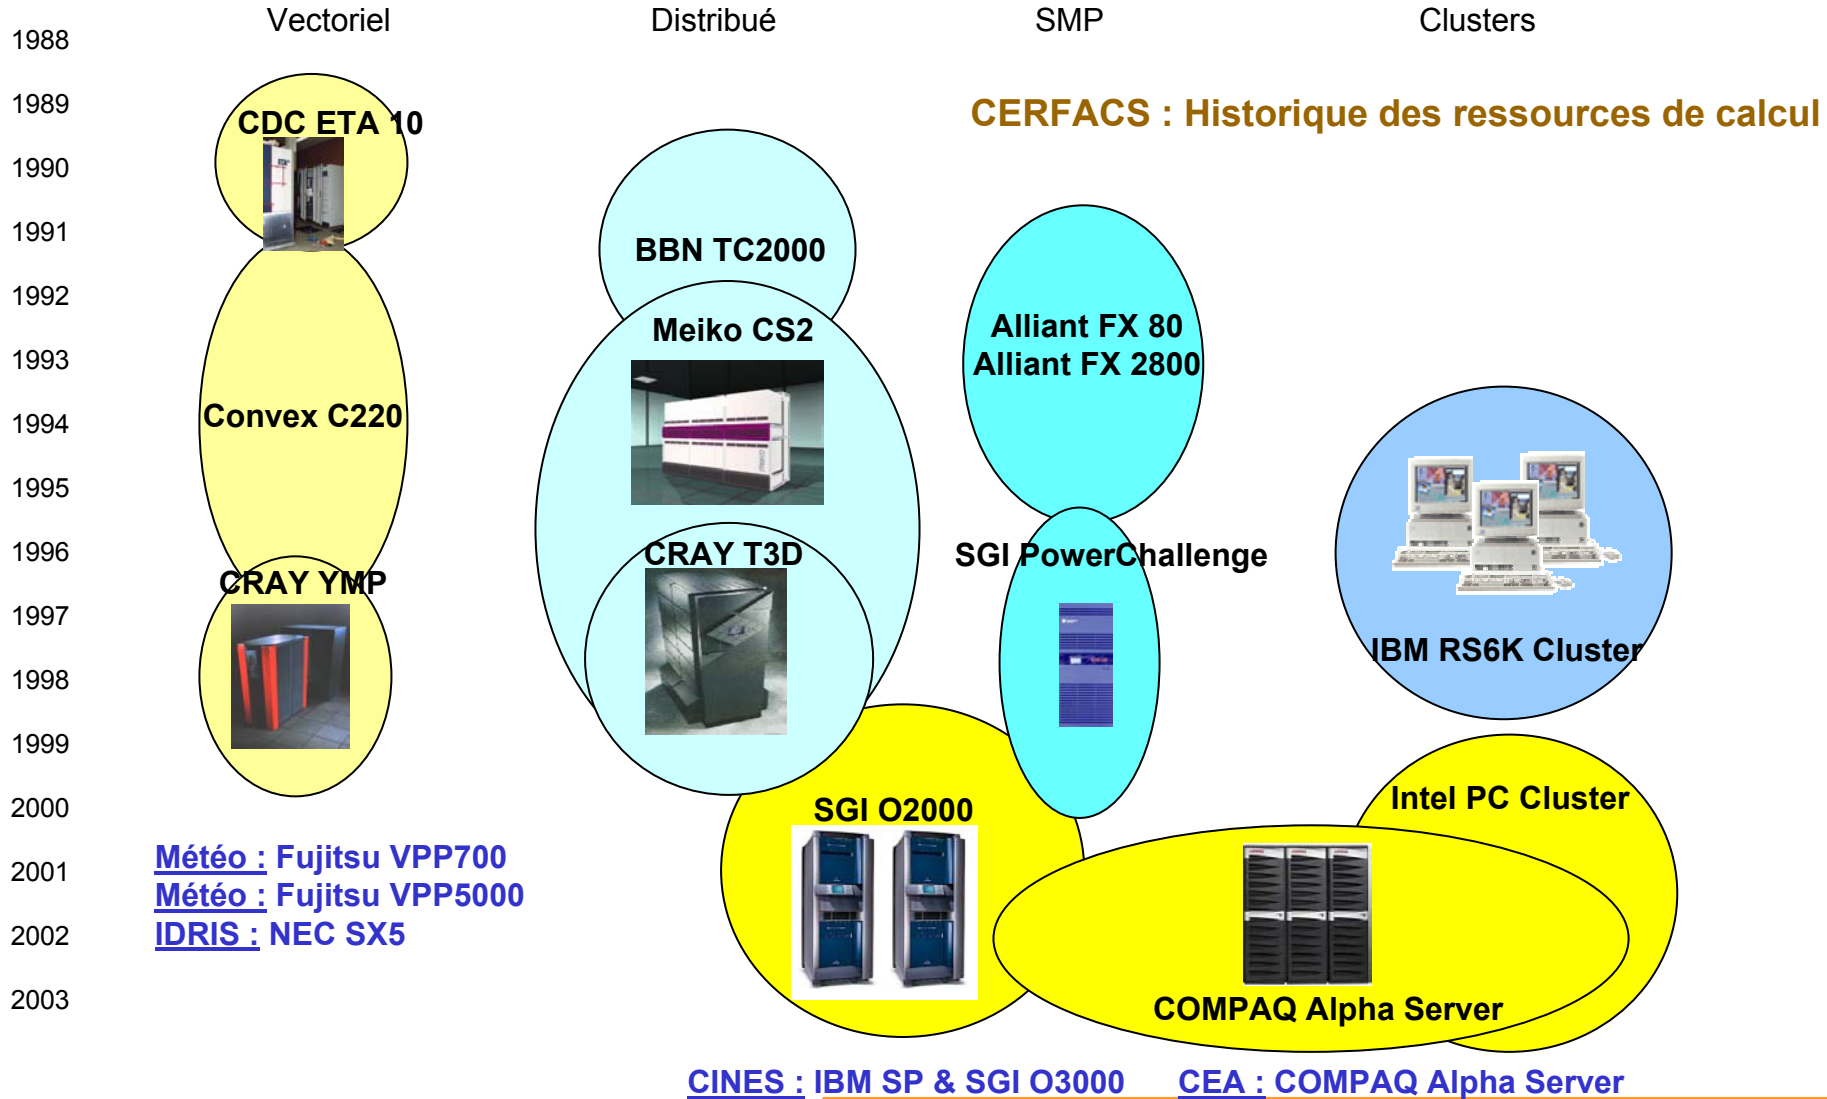 Vectoriel
Distribué
SMP
Clusters
1988
1989
1990
1991
1992
1993
1994
1995
1996
1997
1998
1999
2000
2001
2002
2003
CERFACS : Historique des ressources de calcul
CDC ETA 10
Convex C220
CRAY YMP
BBN TC2000
Meiko CS2
CRAY T3D
Alliant FX 80
Alliant FX 2800
SGI PowerChallenge
IBM RS6K Cluster
SGI O2000
Intel PC Cluster
COMPAQ Alpha Server
Météo : Fujitsu VPP700
Météo : Fujitsu VPP5000
IDRIS : NEC SX5
CINES : IBM SP & SGI O3000
CEA : COMPAQ Alpha Server